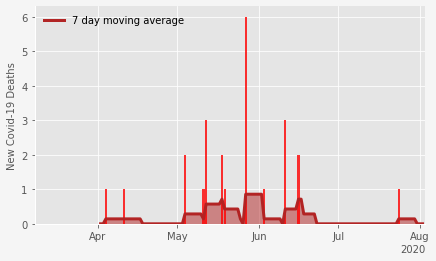 7 day moving average
New Covid-19 Deaths
6
5
4
3
2
1
0
Apr
May
Jun
Jul
Aug
2020